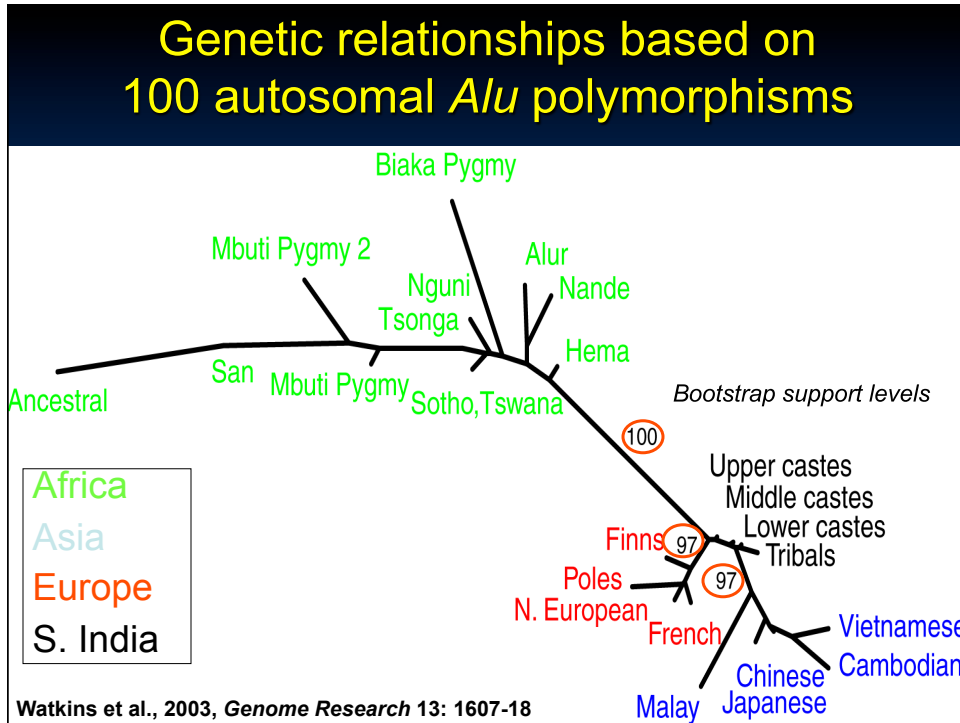 Genetic relationships based on
100 autosomal Alu polymorphisms
Biaka Pygmy
Mbuti Pygmy 2
Alur
Nguni
Nande
Tsonga
Hema
San
Mbuti Pygmy
Sotho,Tswana
Ancestral
Bootstrap support levels
100
Upper castes
Middle castes
Lower castes
Tribals
Finns
97
97
Poles
N. European
French
Vietnamese
Cambodian
Chinese
Japanese
Malay
Africa
Asia
Europe
S. India
Watkins et al., 2003, Genome Research 13: 1607-18